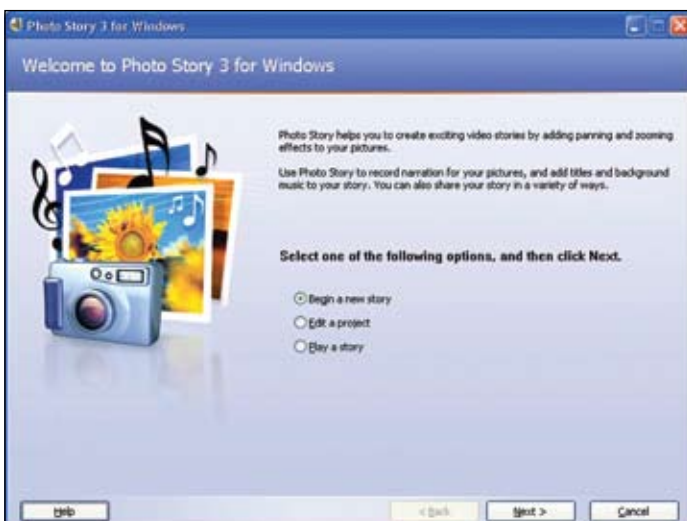 Photo Story 3 for Windows
Welcome to Photo Story 3 for Windows
Photo Story helps you to create exciting video stories by adding panning and zooming
effects to your pictures.
Use Photo Story to record narration for your pictures, and add titles and background
music to your story. You can also share your story in a variety of ways.
Select one of the following options, and then click Next.
Begin a new story
Edit a project
Play a story
Help
< Back
Next >
Cancel